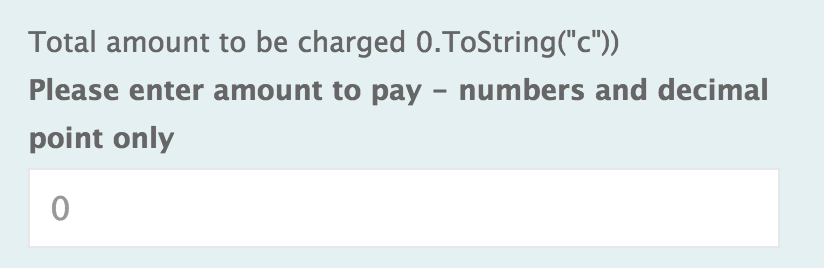 Total amount to be charged 0.ToString("c"))
Please enter amount to pay – numbers and decimal
point only
0